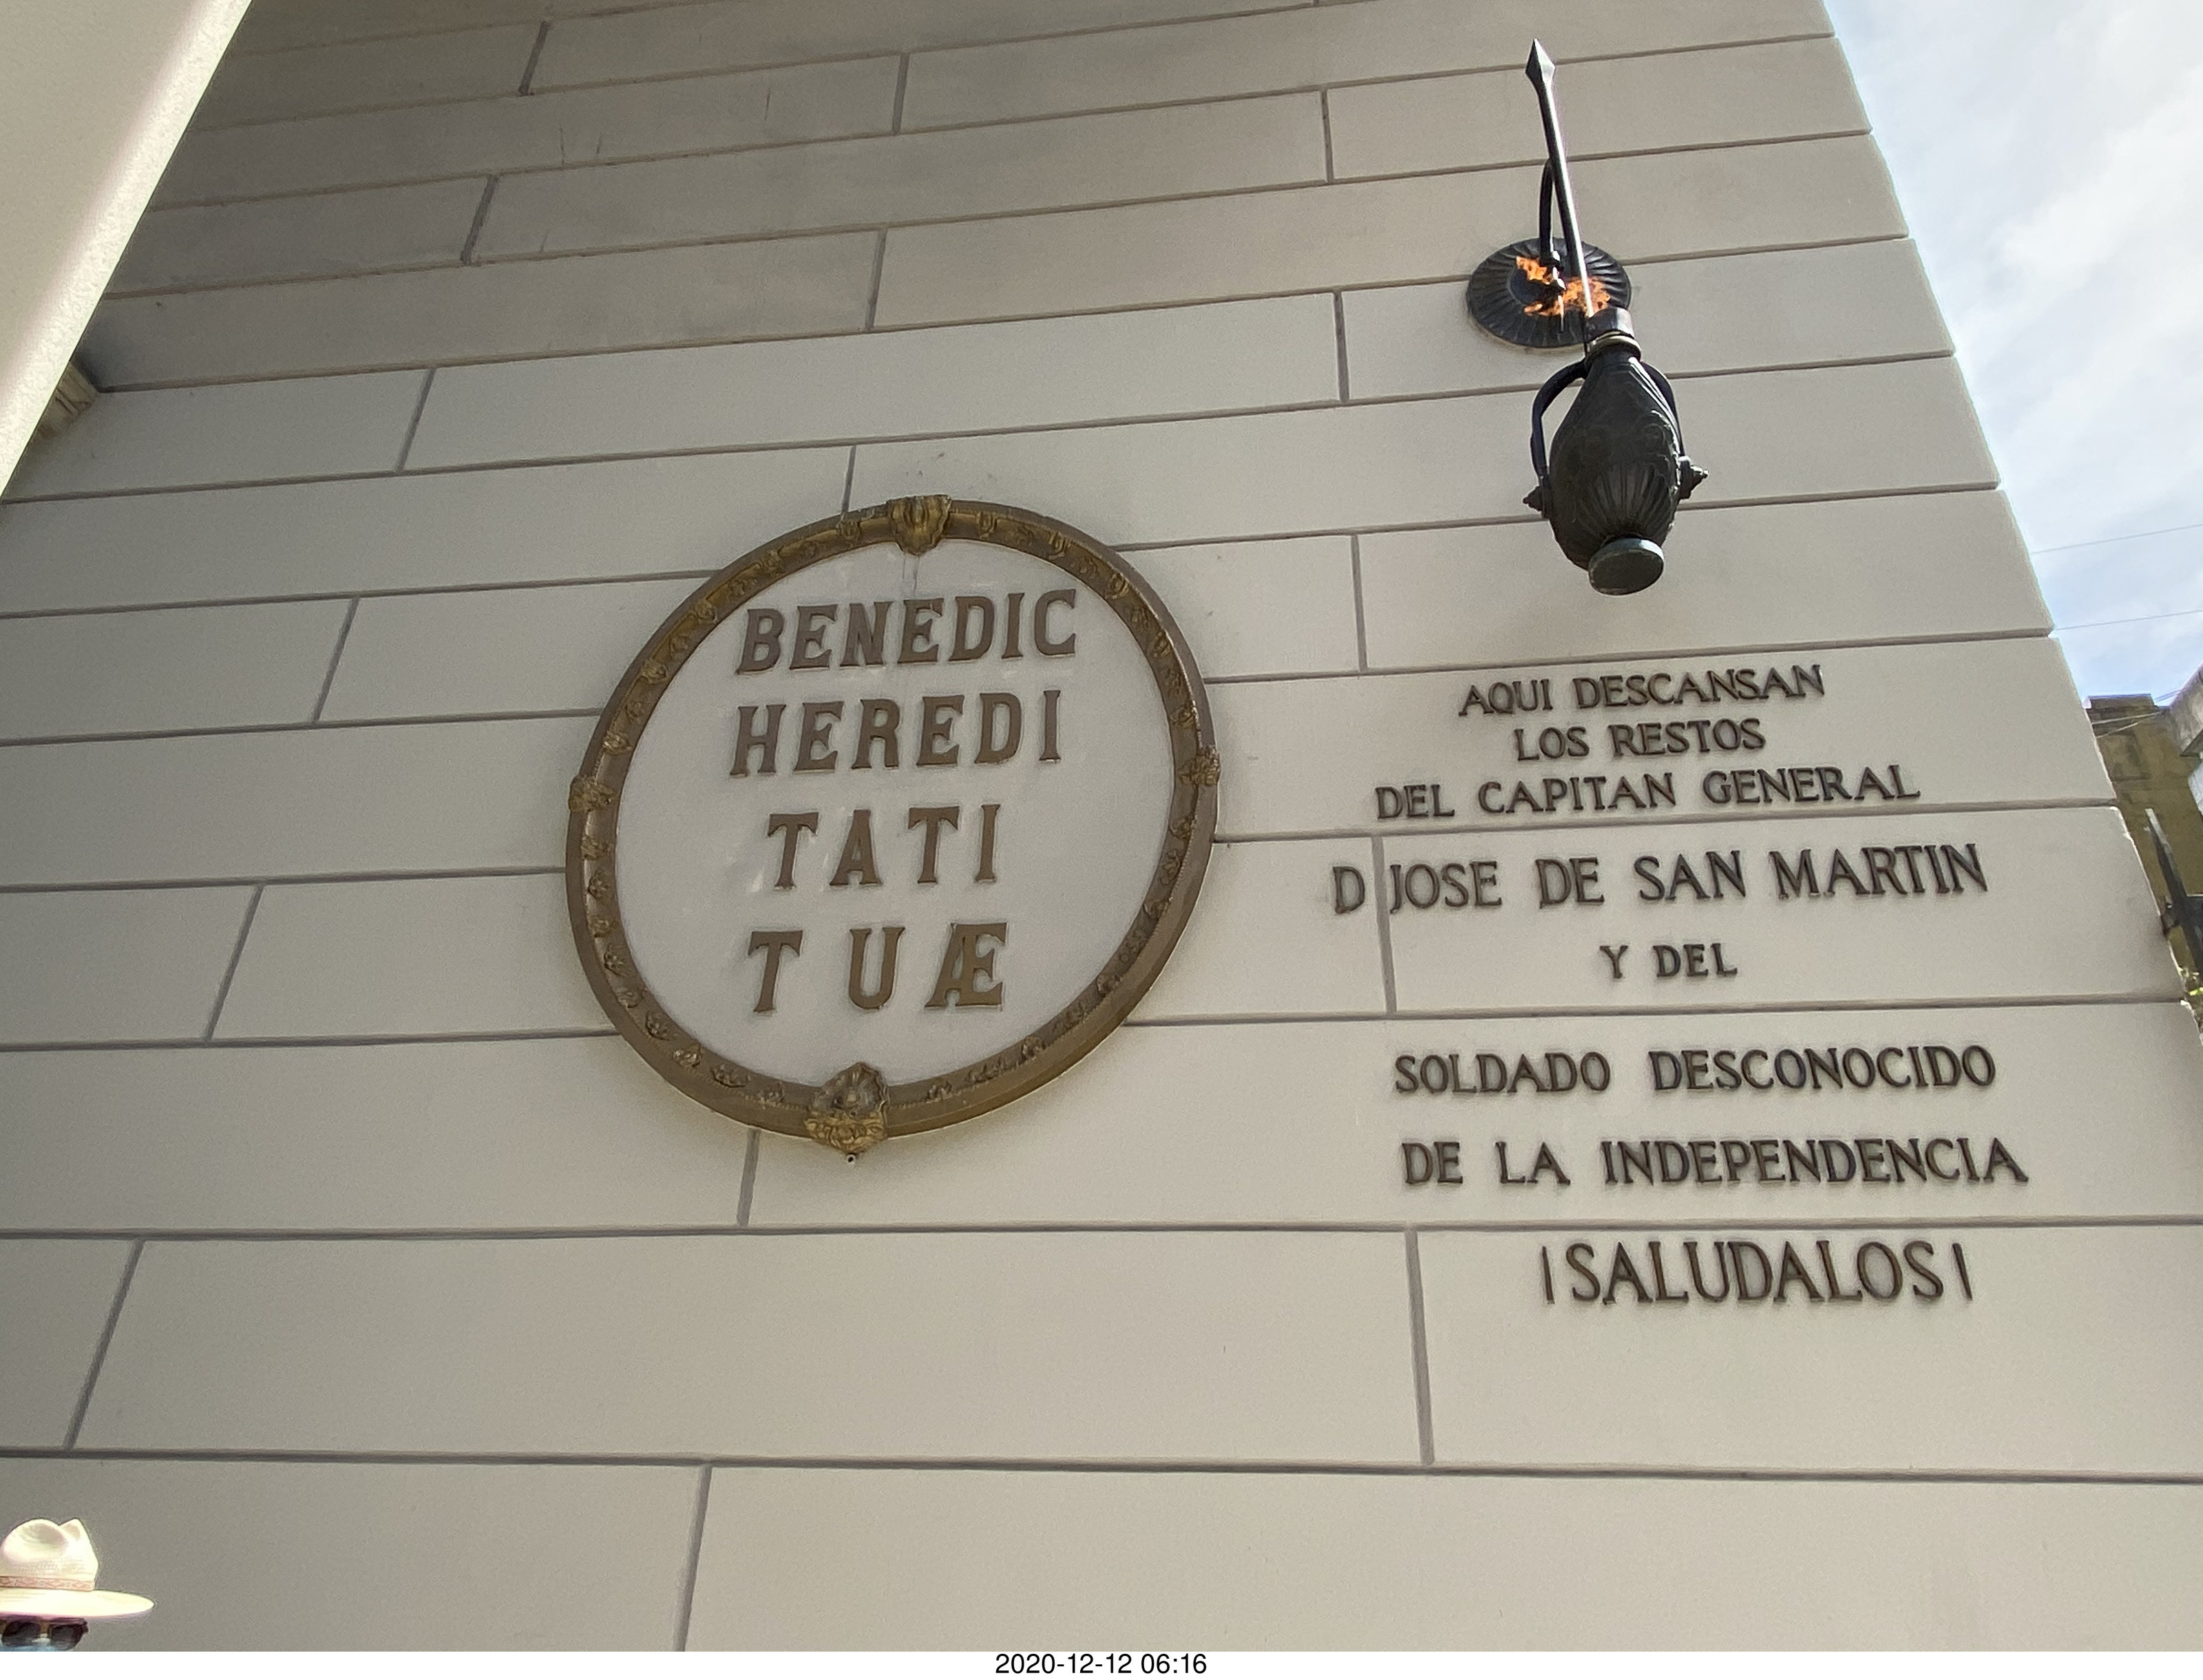 BENEDIC
HEREDI
TATI
TUÆ
AQUI DESCANSAN
LOS RESTOS
DEL CAPITAN GENERAL
D JOSE DE SAN MARTIN
Y DEL
SOLDADO DESCONOCIDO
DE LA INDEPENDENCIA
¡SALUDALOS!
2020-12-12 06:16